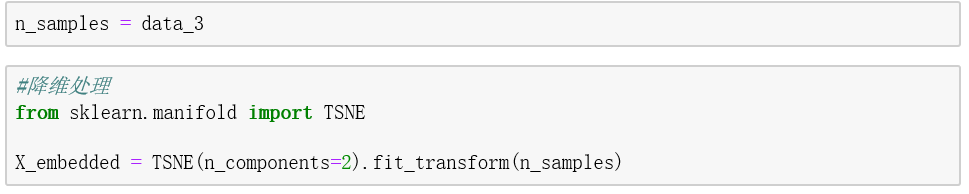 n_samples = data_3
#降维处理
from sklearn.manifold import TSNE
X_embedded = TSNE(n_components=2).fit_transform(n_samples)